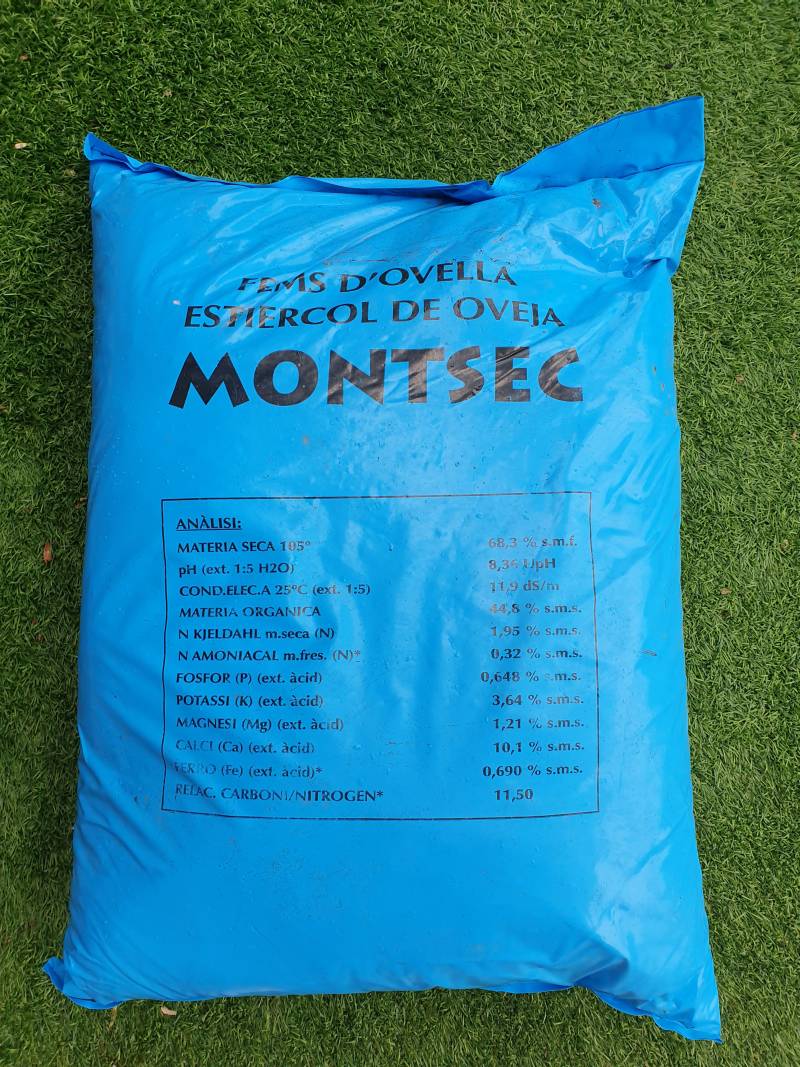 FEMS D'OVELLA
ESTIERCOL DE OVEJA
MONTSEC
ANÀLISI:
MATERIA SECA 105° 68,3 % s.m.f.
pH (ext. 1:5 H2O) 8,36 UpH
COND.ELEC.A 25°C (ext. 1:5) 11,9 dS/m
MATERIA ORGANICA 44,8 % s.m.s.
N KJELDAHL m.seca (N) 1,95 % s.m.s.
N AMONIACAL m.fres. (N)* 0,32 % s.m.s.
FOSFOR (P) (ext. àcid) 0,648 % s.m.s.
POTASSI (K) (ext. àcid) 3,64 % s.m.s.
MAGNESI (Mg) (ext. àcid) 1,21 % s.m.s.
CALCI (Ca) (ext. àcid) 10,1 % s.m.s.
FERRO (Fe) (ext. àcid)* 0,690 % s.m.s.
RELAC. CARBONI/NITROGEN* 11,50